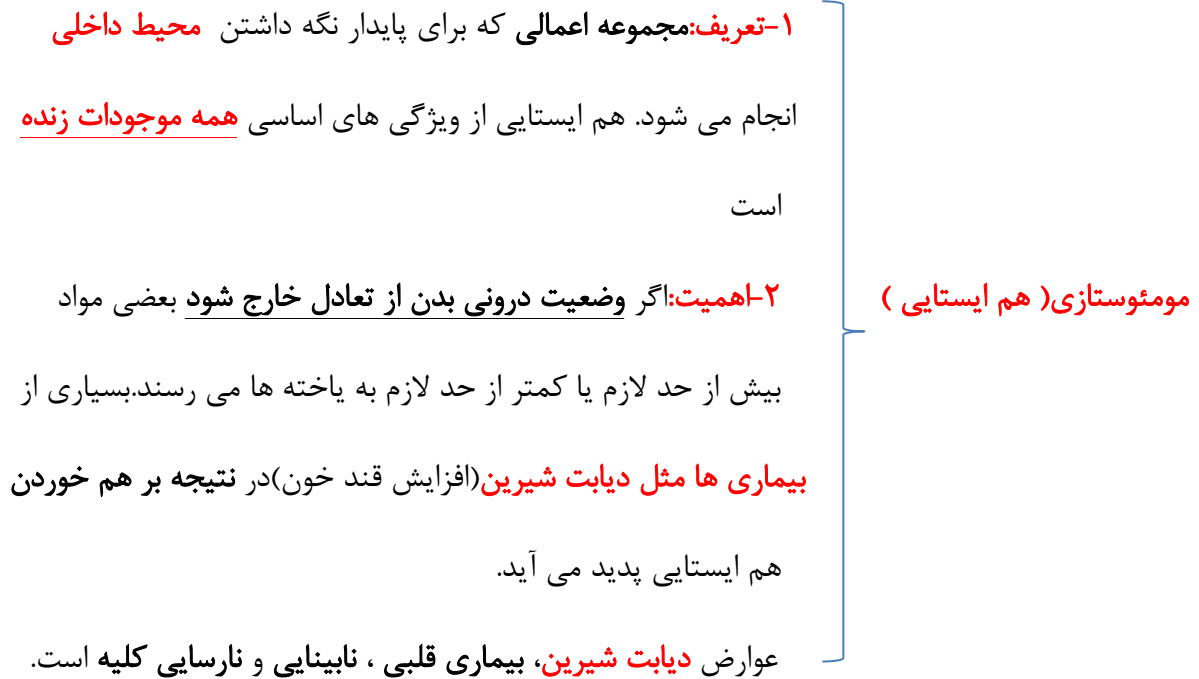 ۱-تعریف:مجموعه اعمالی که برای پایدار نگه داشتن محیط داخلی
انجام می شود. هم ایستایی از ویژگی های اساسی همه موجودات زنده
است
مومئوستازی( هم ایستایی )
۲-اهمیت:اگر وضعیت درونی بدن از تعادل خارج شود بعضی مواد
بیش از حد لازم یا کمتر از حد لازم به یاخته ها می رسند.بسیاری از
بیماری ها مثل دیابت شیرین(افزایش قند خون)در نتیجه بر هم خوردن
هم ایستایی پدید می آید.
عوارض دیابت شیرین، بیماری قلبی ، نابینایی و نارسایی کلیه است.